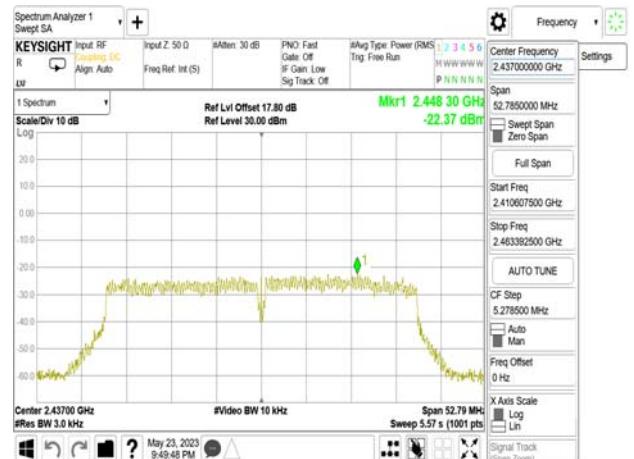 Spectrum Analyzer 1
Swept SA
Frequency
Settings
KEYSIGHT
R
Input: RF
Coupling: DC
Align: Auto
Input Z: 50 Ω
Freq Ref: Int (S)
#Atten: 30 dB
PNO: Fast
Gate: Off
IF Gain: Low
Sig Track: Off
#Avg Type: Power (RMS
Trig: Free Run
1 2 3 4 5 6
M W W W W W
P N N N N N
1 Spectrum
Scale/Div 10 dB
Log
Ref Lvl Offset 17.80 dB
Ref Level 30.00 dBm
Mkr1 2.448 30 GHz
-22.37 dBm
20.0
10.0
0.00
-10.0
-20.0
-30.0
-40.0
-50.0
-60.0
1
Center 2.43700 GHz
#Res BW 3.0 kHz
#Video BW 10 kHz
Span 52.79 MHz
Sweep 5.57 s (1001 pts
May 23, 2023
9:49:48 PM
Center Frequency
2.437000000 GHz
Span
52.7850000 MHz
Swept Span
Zero Span
Full Span
Start Freq
2.410607500 GHz
Stop Freq
2.463392500 GHz
AUTO TUNE
CF Step
5.278500 MHz
Auto
Man
Freq Offset
0 Hz
X Axis Scale
Log
Lin
Signal Track
(Span Zoom)